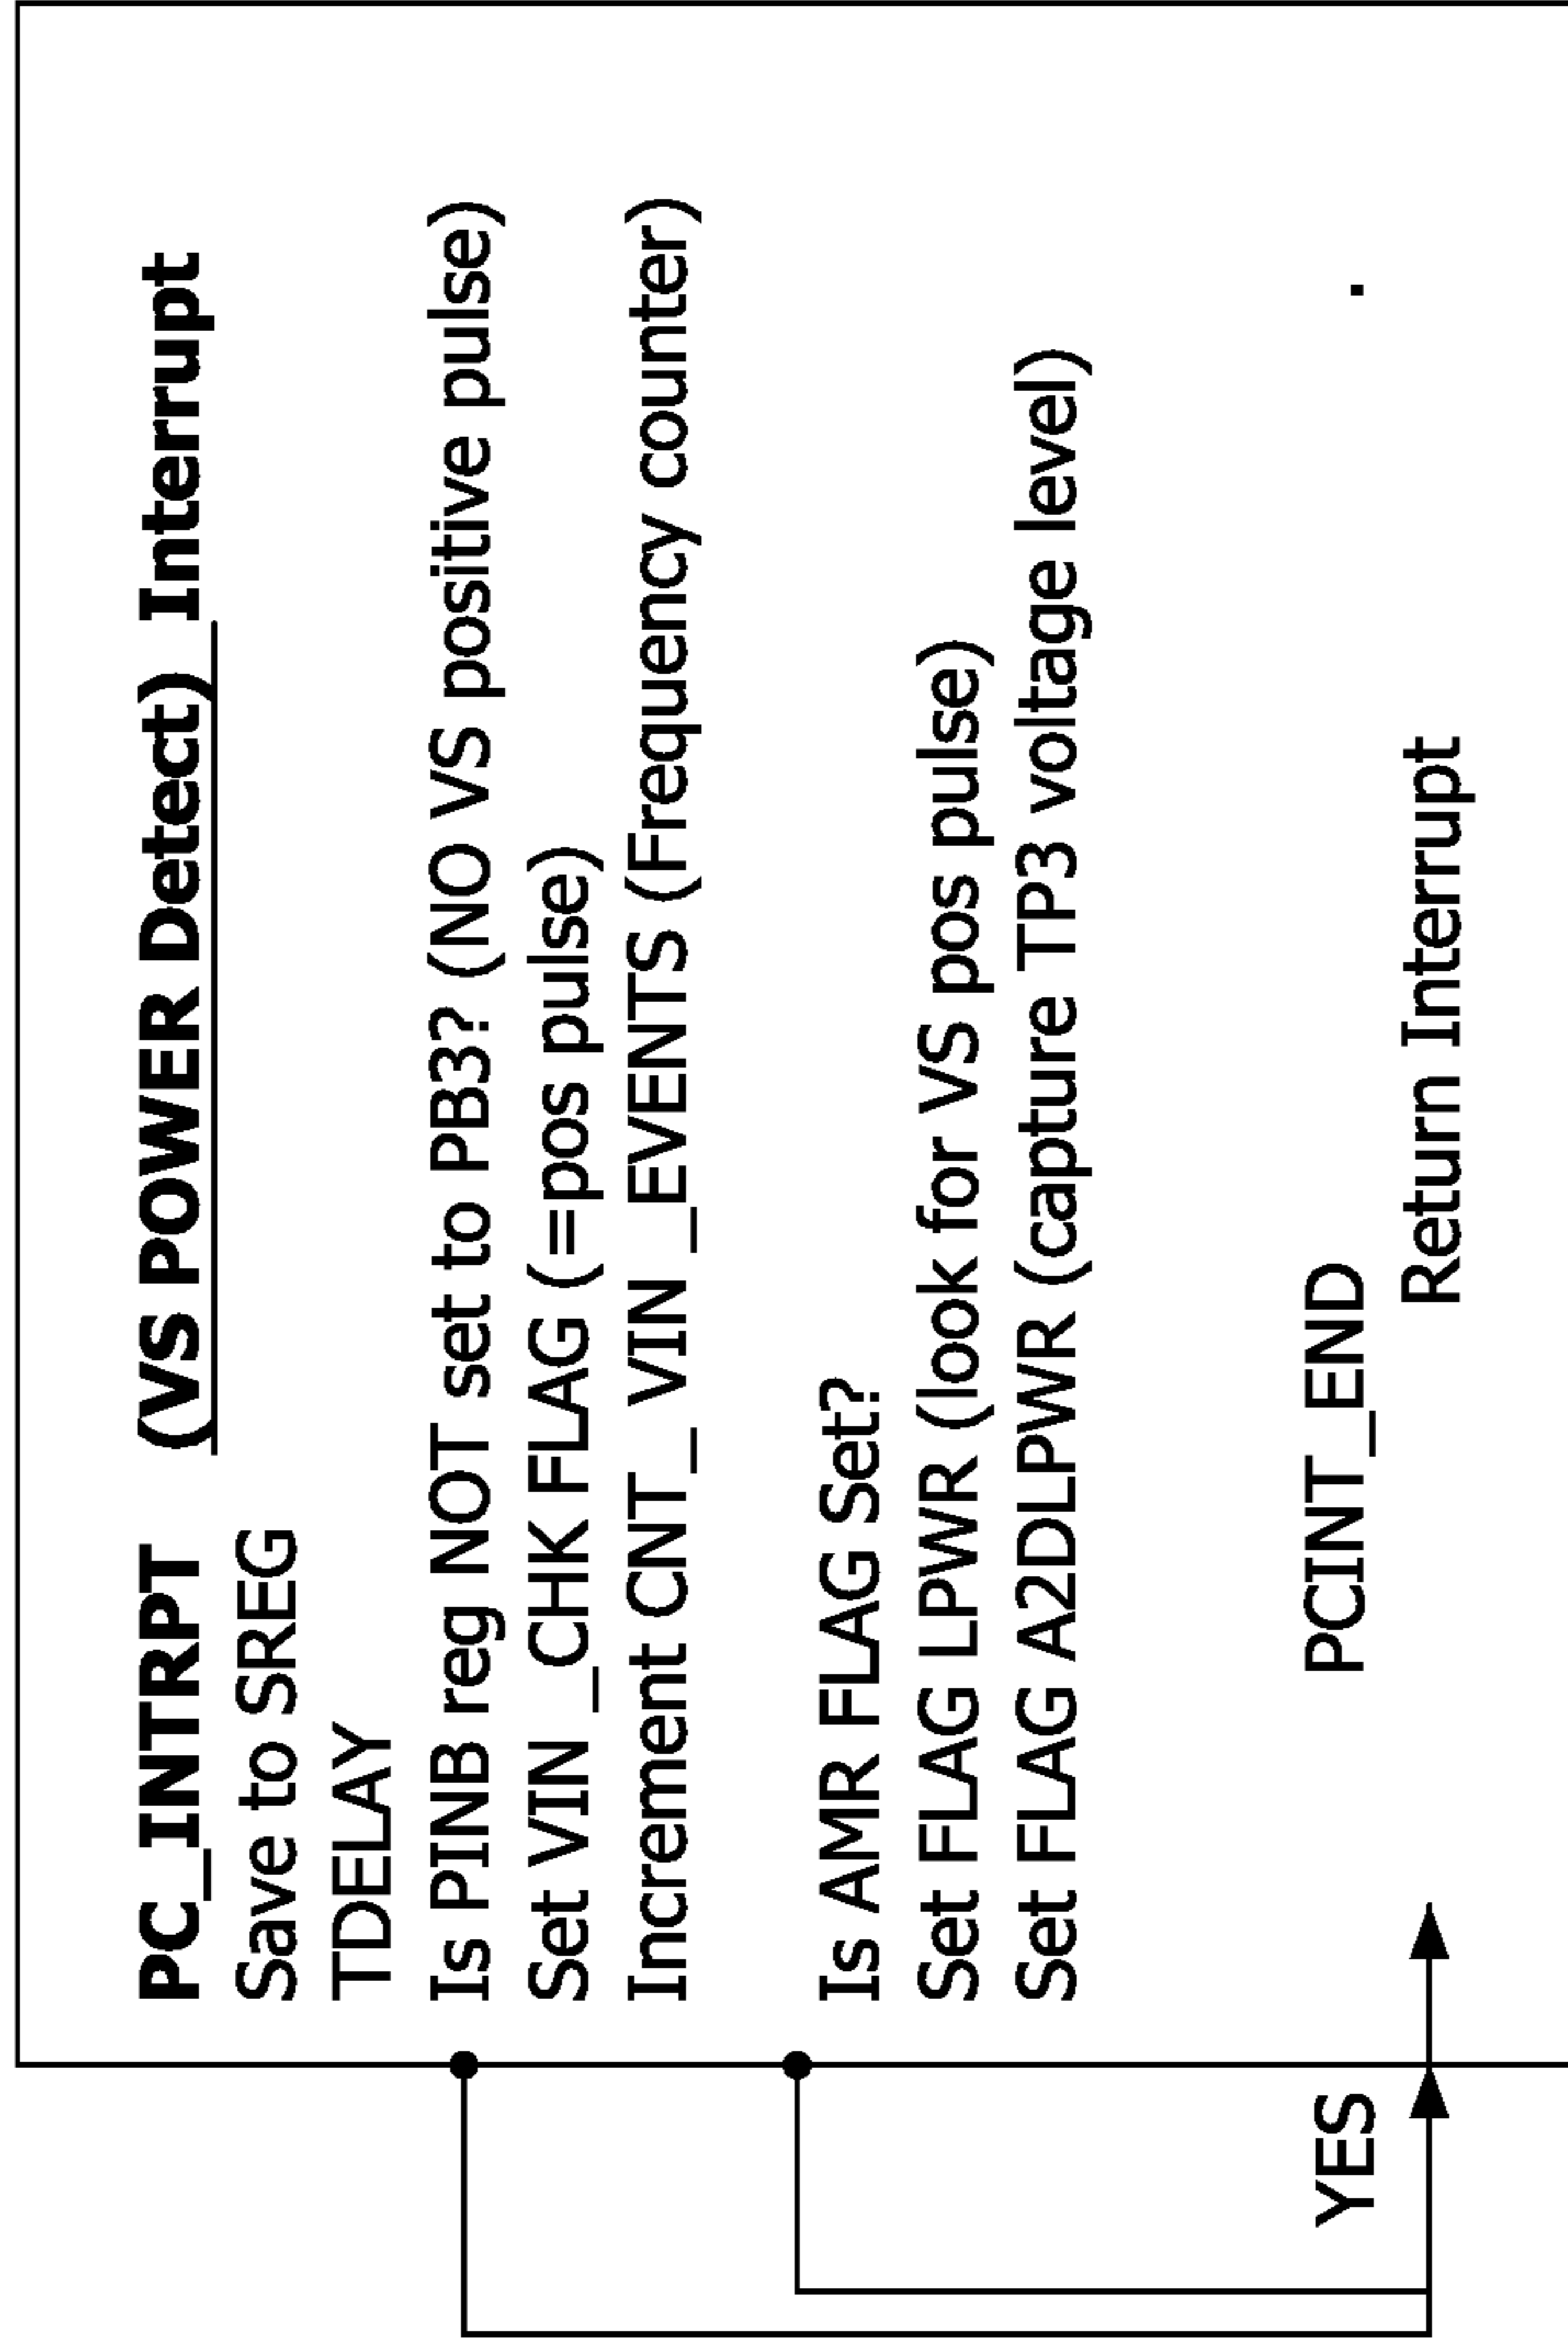 PC_INTRPT (VS POWER Detect) Interrupt
Save to SREG
TDELAY
Is PINB reg NOT set to PB3? (NO VS positive pulse)
Set VIN _CHK FLAG (=pos pulse)
Increment CNT_ VIN _EVENTS (Frequency counter)
Is AMR FLAG Set?
Set FLAG LPWR (look for VS pos pulse)
Set FLAG A2DLPWR (capture TP3 voltage level)
YES
PCINT_END .
Return Interrupt